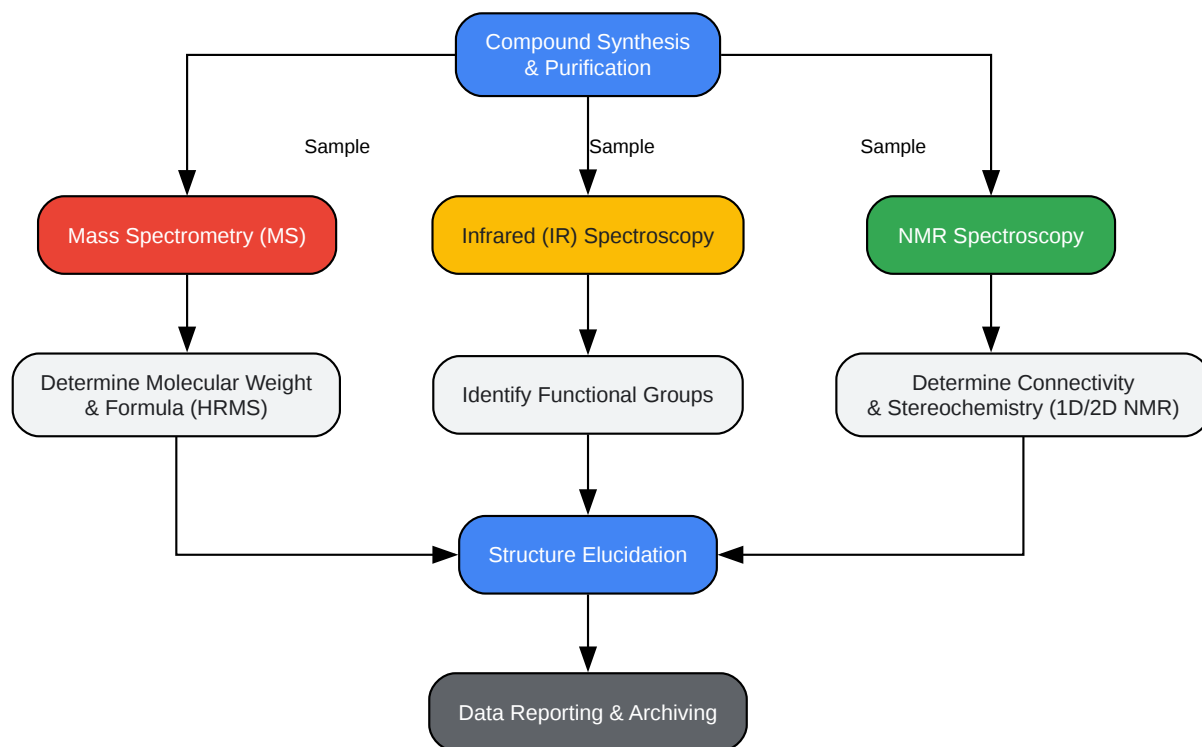 Compound Synthesis
& Purification
Sample
Sample
Sample
Mass Spectrometry (MS)
Infrared (IR) Spectroscopy
NMR Spectroscopy
Determine Molecular Weight
& Formula (HRMS)
Identify Functional Groups
Determine Connectivity
& Stereochemistry (1D/2D NMR)
Structure Elucidation
Data Reporting & Archiving